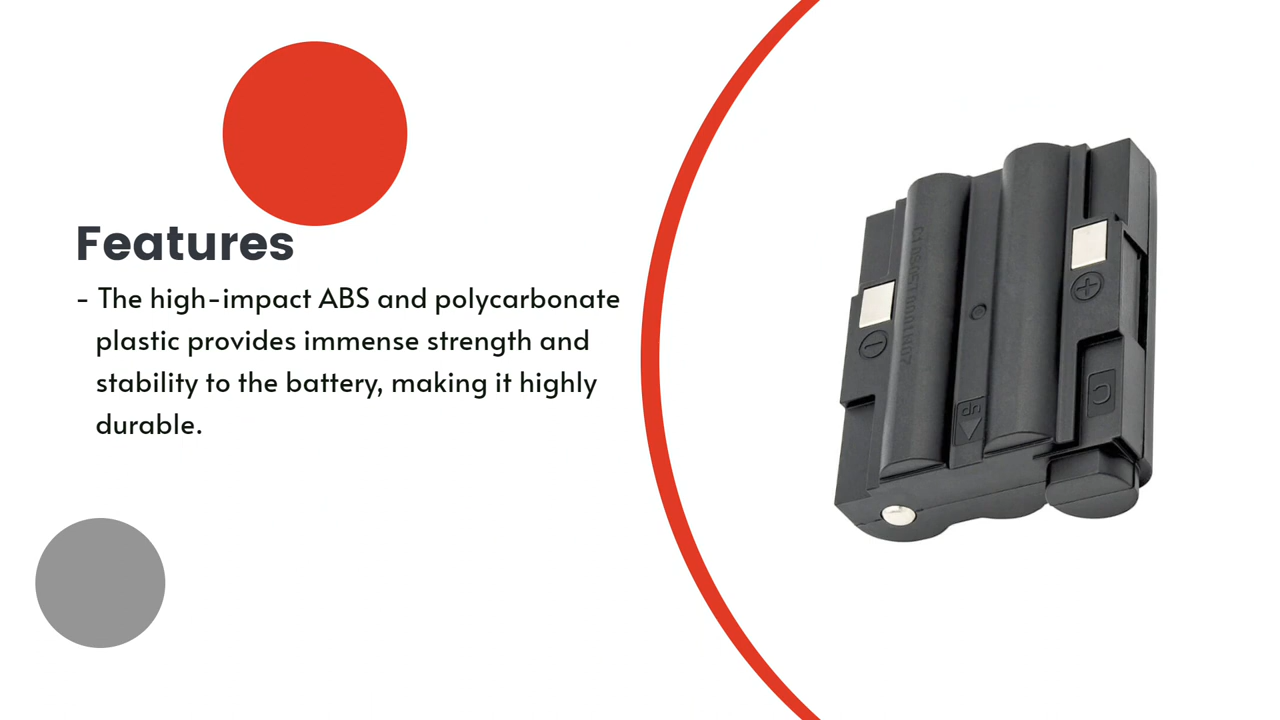 Features
- The high-impact ABS and polycarbonate
plastic provides immense strength and
stability to the battery, making it highly
durable.
up